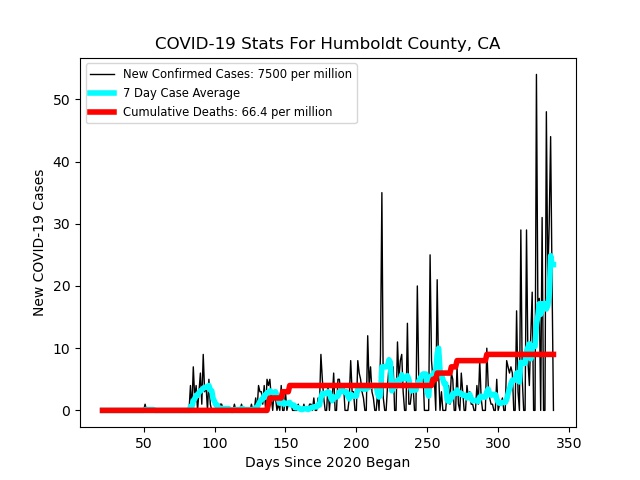 COVID-19 Stats For Humboldt County, CA
New Confirmed Cases: 7500 per million
7 Day Case Average
Cumulative Deaths: 66.4 per million
New COVID-19 Cases
50
40
30
20
10
0
50 100 150 200 250 300 350
Days Since 2020 Began